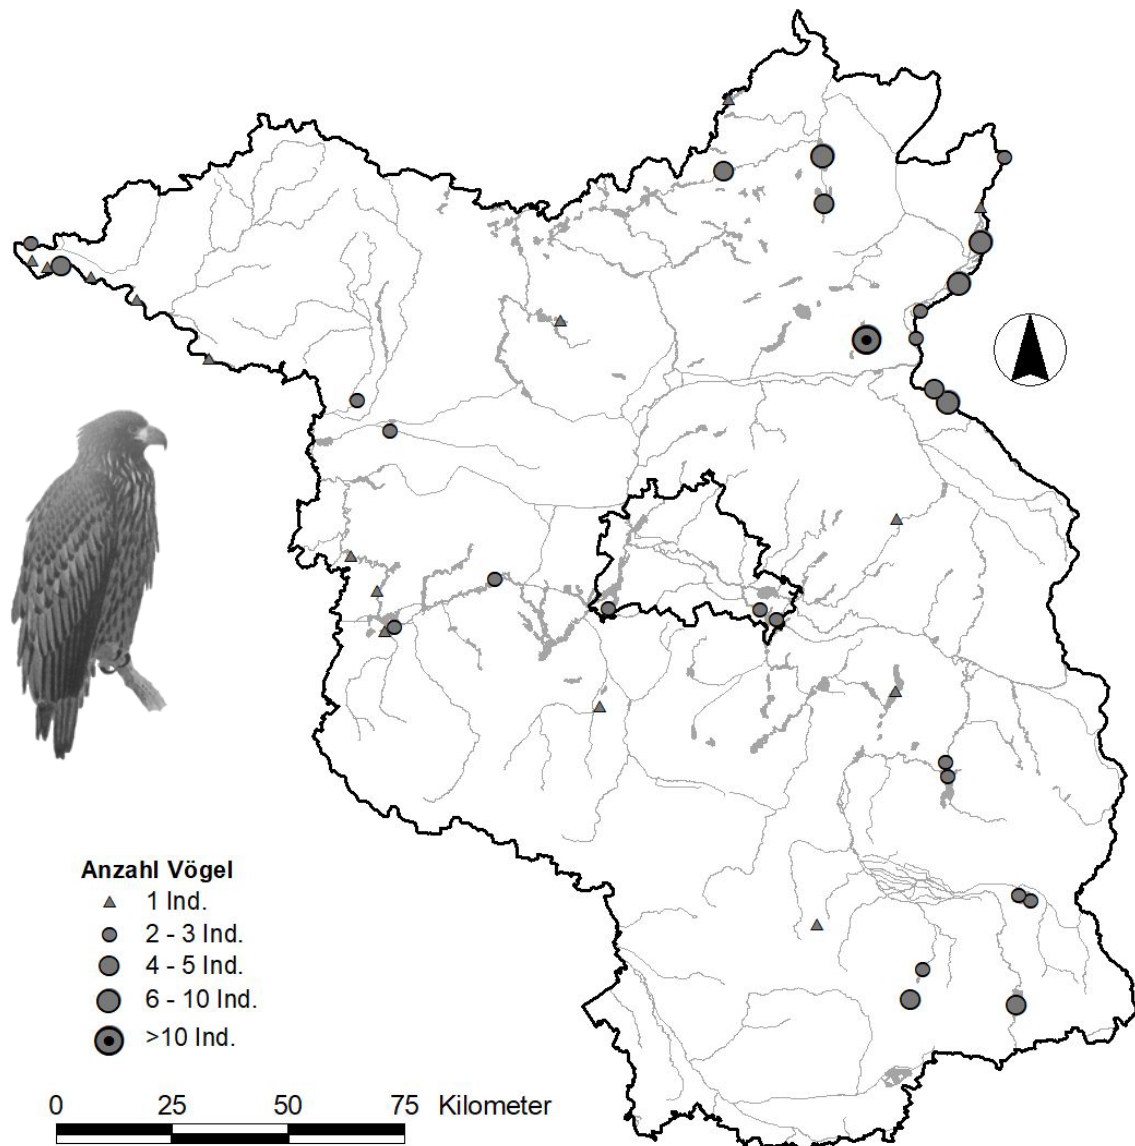 Anzahl Vögel
1 Ind.
2 - 3 Ind.
4 - 5 Ind.
6 - 10 Ind.
>10 Ind.
0 25 50 75 Kilometer